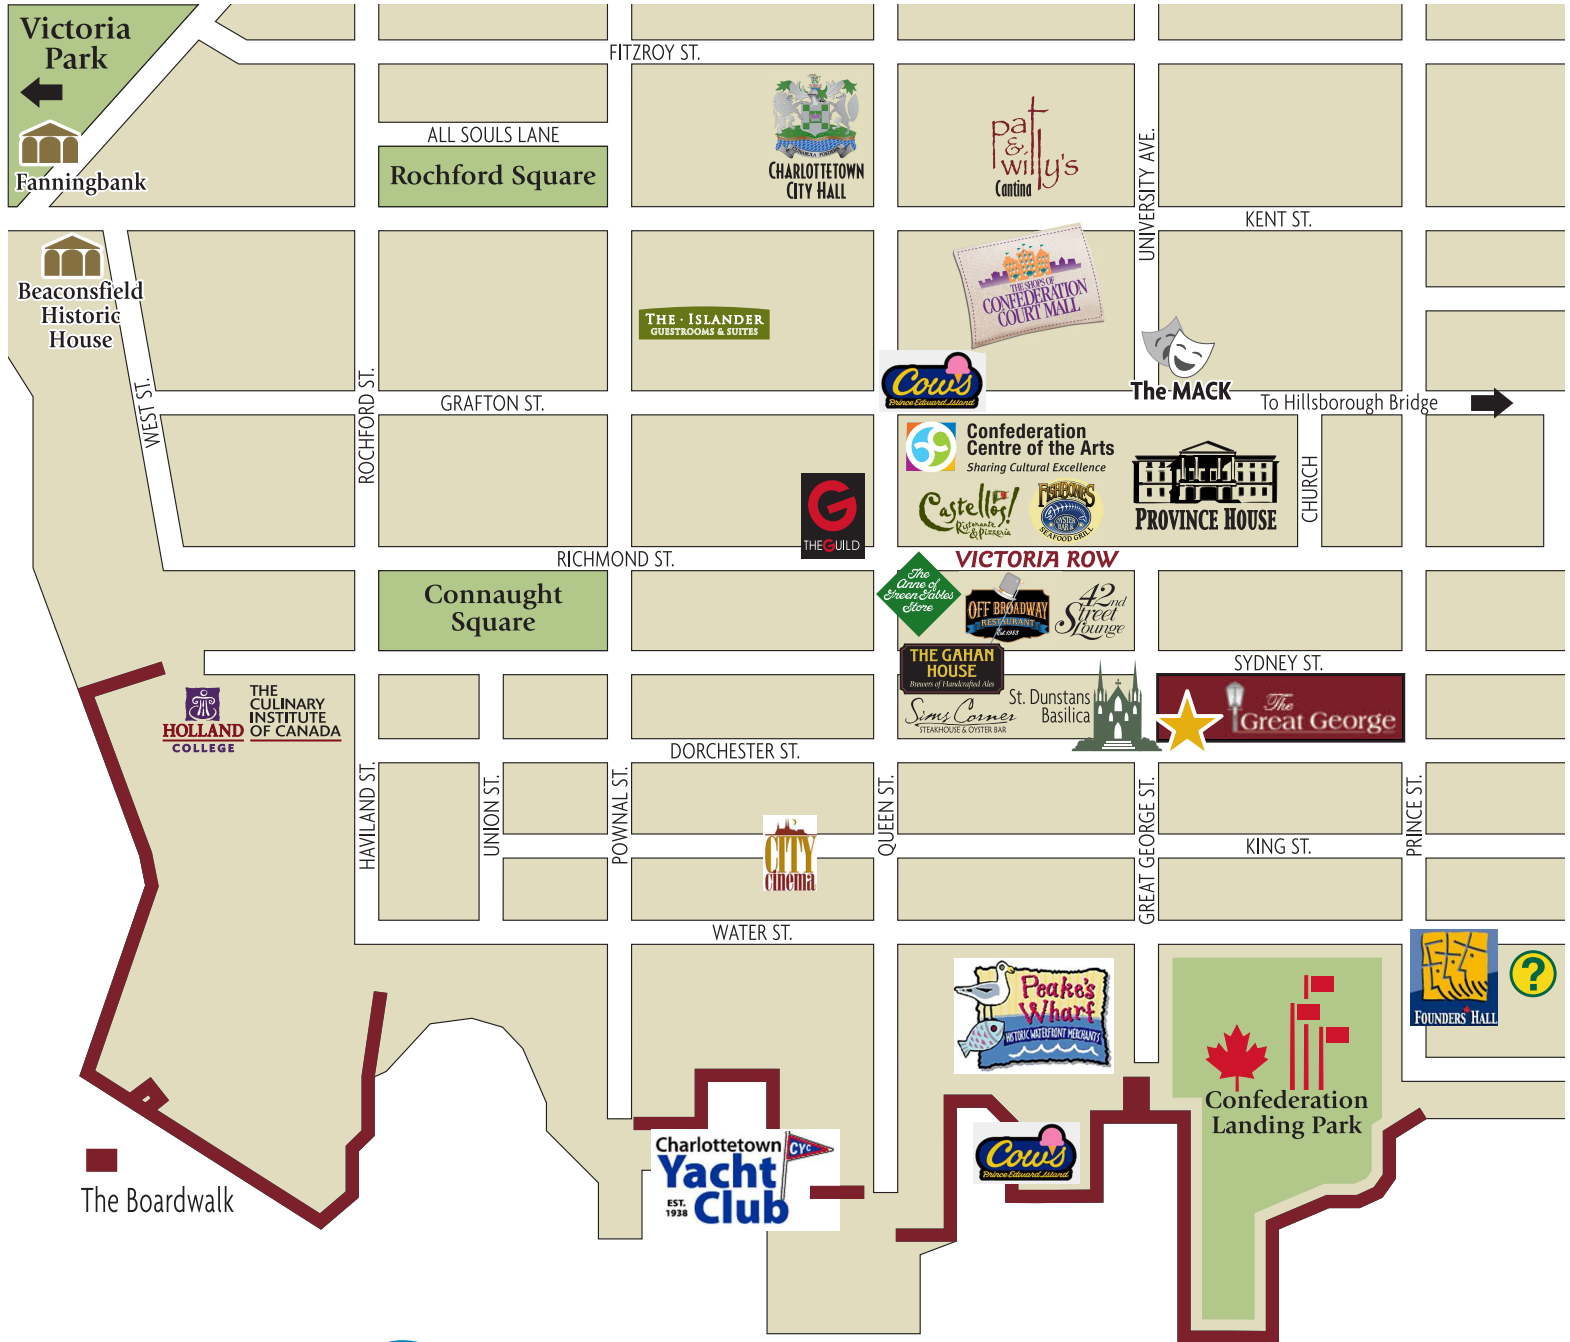 Victoria
Park
FITZROY ST.
Fanningbank
ALL SOULS LANE
Rochford Square
CHARLOTTETOWN
CITY HALL
pat
&
willy's
Cantina
UNIVERSITY AVE.
KENT ST.
Beaconsfield
Historic
House
THE · ISLANDER
GUESTROOMS & SUITES
THE SHOPS OF
CONFEDERATION
COURT MALL
COWS
Prince Edward Island
The MACK
To Hillsborough Bridge
WEST ST.
ROCHFORD ST.
GRAFTON ST.
Confederation
Centre of the Arts
Sharing Cultural Excellence
Castello's!
Ristorante
& Pizzeria
FISHBONES
OYSTER
BAR &
SEAFOOD GRILL
PROVINCE HOUSE
CHURCH
G
THE GUILD
RICHMOND ST.
VICTORIA ROW
Connaught
Square
The
Anne of
Green Gables
Store
OFF BROADWAY
RESTAURANT
Est. 1983
42nd
Street
Lounge
THE GAHAN
HOUSE
Brewers of Handcrafted Ales
SYDNEY ST.
HOLLAND
COLLEGE
THE
CULINARY
INSTITUTE
OF CANADA
Sims Corner
STEAKHOUSE & OYSTER BAR
St. Dunstans
Basilica
The
Great George
DORCHESTER ST.
HAVILAND ST.
UNION ST.
POWNAL ST.
QUEEN ST.
GREAT GEORGE ST.
PRINCE ST.
CITY
cinema
KING ST.
WATER ST.
Peake's
Wharf
HISTORIC WATERFRONT MERCHANTS
FOUNDERS' HALL
?
Confederation
Landing Park
Charlottetown
CYC
Yacht
Club
EST.
1938
COWS
Prince Edward Island
The Boardwalk